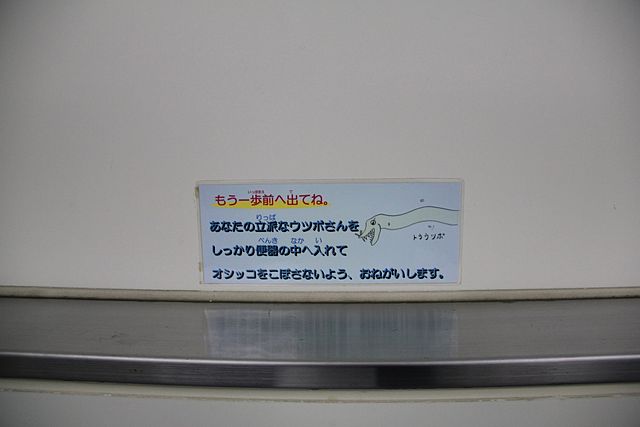 もう一歩前へ出てね。
あなたの立派なウツボさんを
しっかり便器の中へ入れて
オシッコをこぼさないよう、おねがいします。
トラウツボ